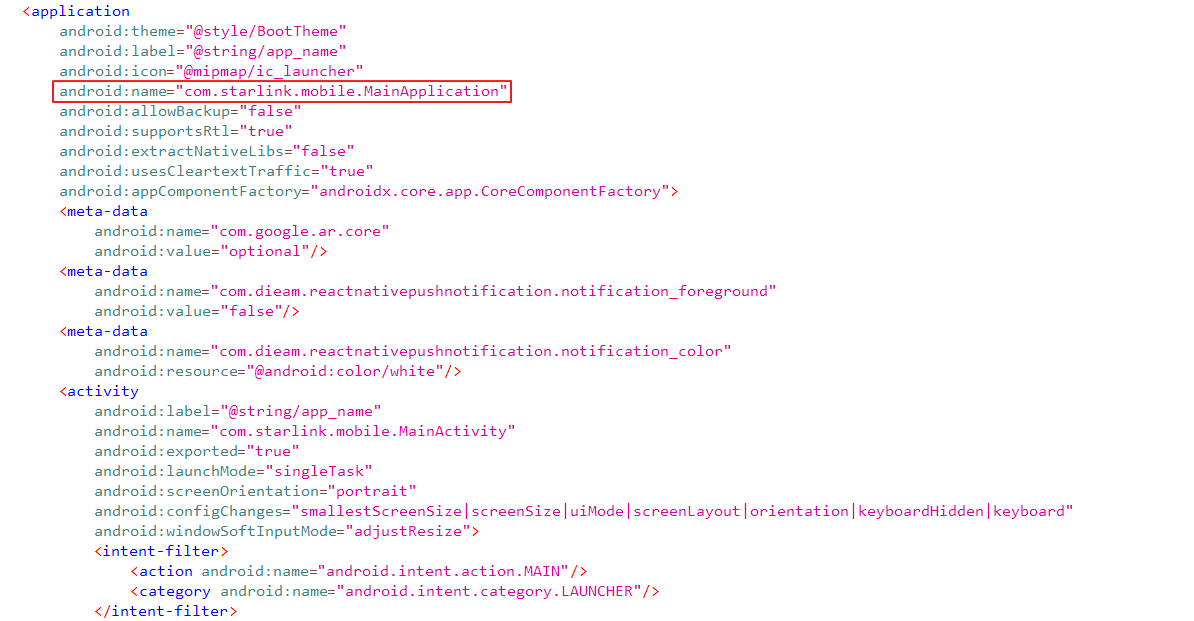 <application
android:theme="@style/BootTheme"
android:label="@string/app_name"
android:icon="@mipmap/ic_launcher"
android:name="com.starlink.mobile.MainApplication"
android:allowBackup="false"
android:supportsRtl="true"
android:extractNativeLibs="false"
android:usesCleartextTraffic="true"
android:appComponentFactory="androidx.core.app.CoreComponentFactory">
<meta-data
android:name="com.google.ar.core"
android:value="optional"/>
<meta-data
android:name="com.dieam.reactnativepushnotification.notification_foreground"
android:value="false"/>
<meta-data
android:name="com.dieam.reactnativepushnotification.notification_color"
android:resource="@android:color/white"/>
<activity
android:label="@string/app_name"
android:name="com.starlink.mobile.MainActivity"
android:exported="true"
android:launchMode="singleTask"
android:screenOrientation="portrait"
android:configChanges="smallestScreenSize|screenSize|uiMode|screenLayout|orientation|keyboardHidden|keyboard"
android:windowSoftInputMode="adjustResize">
<intent-filter>
<action android:name="android.intent.action.MAIN"/>
<category android:name="android.intent.category.LAUNCHER"/>
</intent-filter>